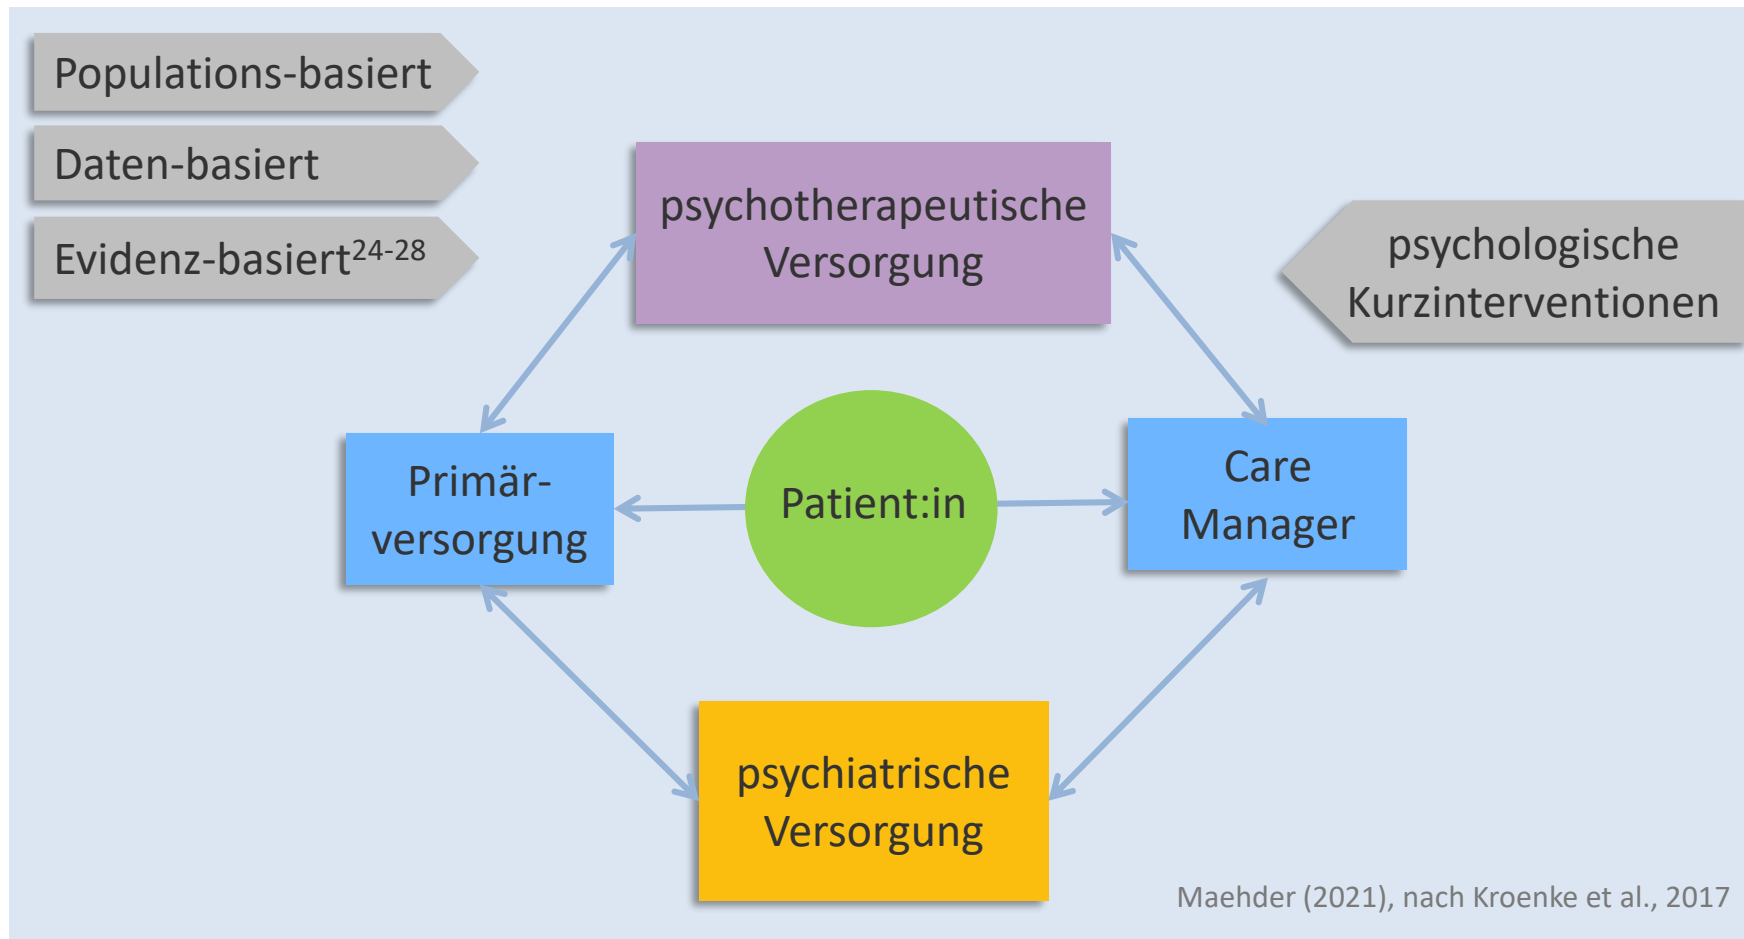 Populations-basiert
Daten-basiert
Evidenz-basiert24-28
psychotherapeutische
Versorgung
psychologische
Kurzinterventionen
Primär-
versorgung
Patient:in
Care
Manager
psychiatrische
Versorgung
Maehder (2021), nach Kroenke et al., 2017